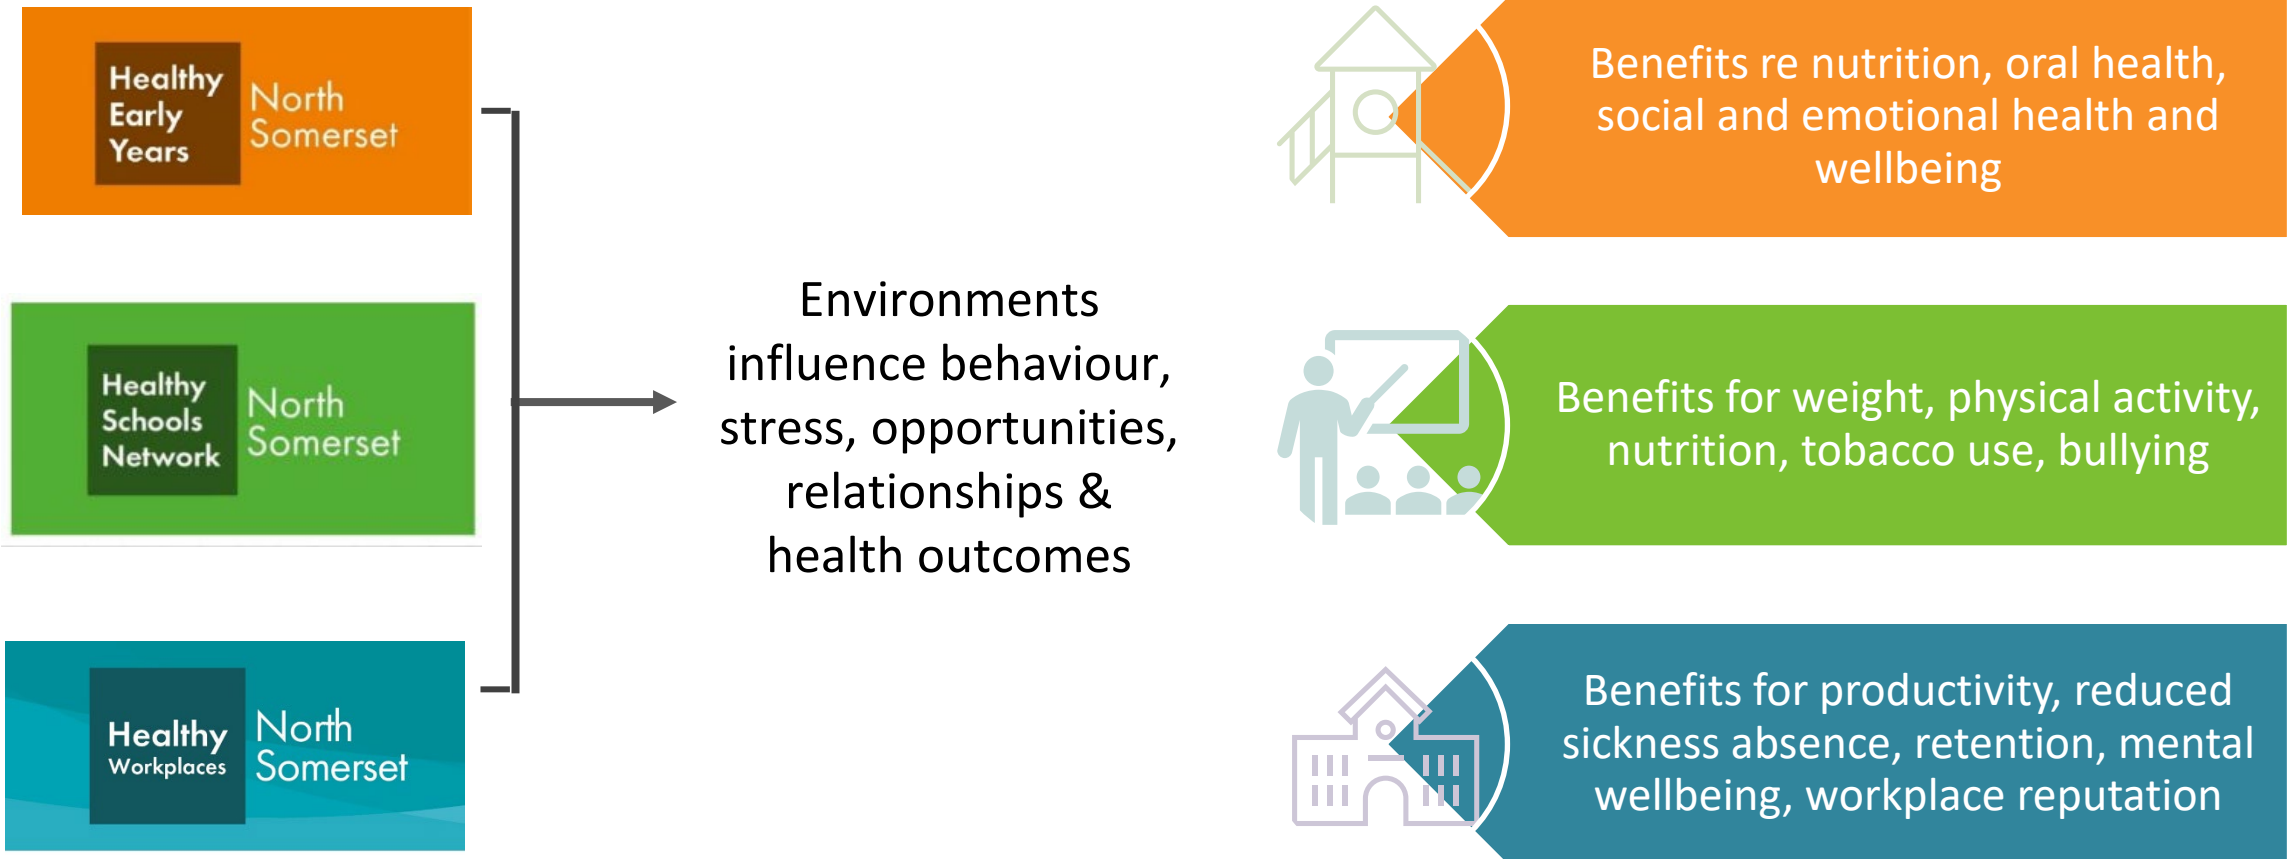 Healthy
Early
Years
North
Somerset
Healthy
Schools
Network
North
Somerset
Healthy
Workplaces
North
Somerset
Environments
influence behaviour,
stress, opportunities,
relationships &
health outcomes
Benefits re nutrition, oral health,
social and emotional health and
wellbeing
Benefits for weight, physical activity,
nutrition, tobacco use, bullying
Benefits for productivity, reduced
sickness absence, retention, mental
wellbeing, workplace reputation